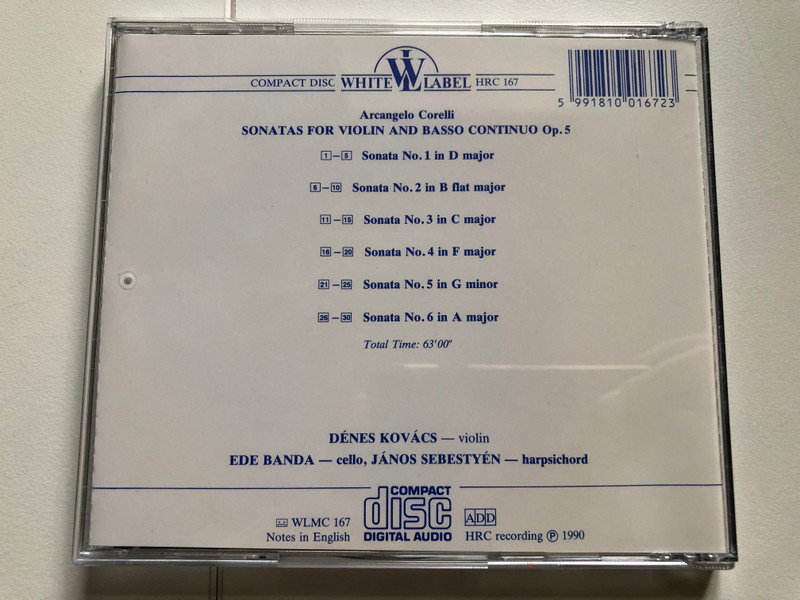 COMPACT DISC WHITE LABEL HRC 167
WL
5 991810 016723
Arcangelo Corelli
SONATAS FOR VIOLIN AND BASSO CONTINUO Op. 5
1–5 Sonata No. 1 in D major
6–10 Sonata No. 2 in B flat major
11–15 Sonata No. 3 in C major
16–20 Sonata No. 4 in F major
21–25 Sonata No. 5 in G minor
26–30 Sonata No. 6 in A major
Total Time: 63'00"
DÉNES KOVÁCS — violin
EDE BANDA — cello, JÁNOS SEBESTYÉN — harpsichord
WLMC 167
Notes in English
COMPACT
disc
DIGITAL AUDIO
ADD
HRC recording ℗ 1990